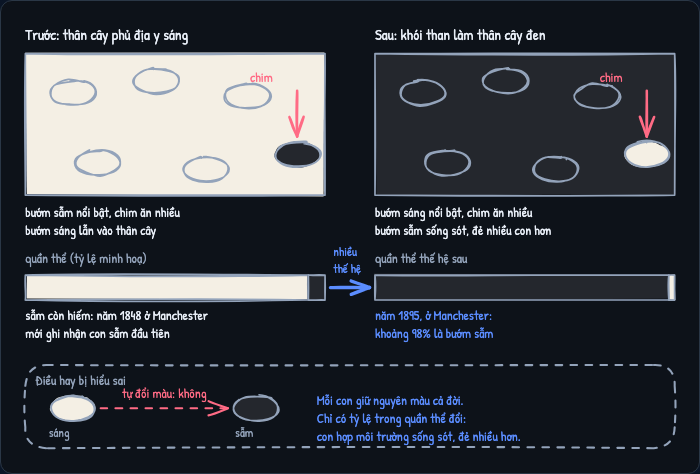 Trước: thân cây phủ địa y sáng
chim
bướm sẫm nổi bật, chim ăn nhiều
bướm sáng lẫn vào thân cây
quần thể (tỷ lệ minh hoạ)
sẫm còn hiếm: năm 1848 ở Manchester
mới ghi nhận con sẫm đầu tiên
nhiều
thế hệ
Sau: khói than làm thân cây đen
chim
bướm sáng nổi bật, chim ăn nhiều
bướm sẫm sống sót, đẻ nhiều con hơn
quần thể thế hệ sau
năm 1895, ở Manchester:
khoảng 98% là bướm sẫm
Điều hay bị hiểu sai
tự đổi màu: không
sáng
sẫm
Mỗi con giữ nguyên màu cả đời.
Chỉ có tỷ lệ trong quần thể đổi:
con hợp môi trường sống sót, đẻ nhiều hơn.